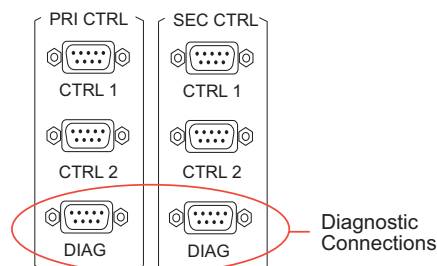 PRI CTRL SEC CTRL
CTRL 1 CTRL 1
CTRL 2 CTRL 2
DIAG DIAG
Diagnostic
Connections